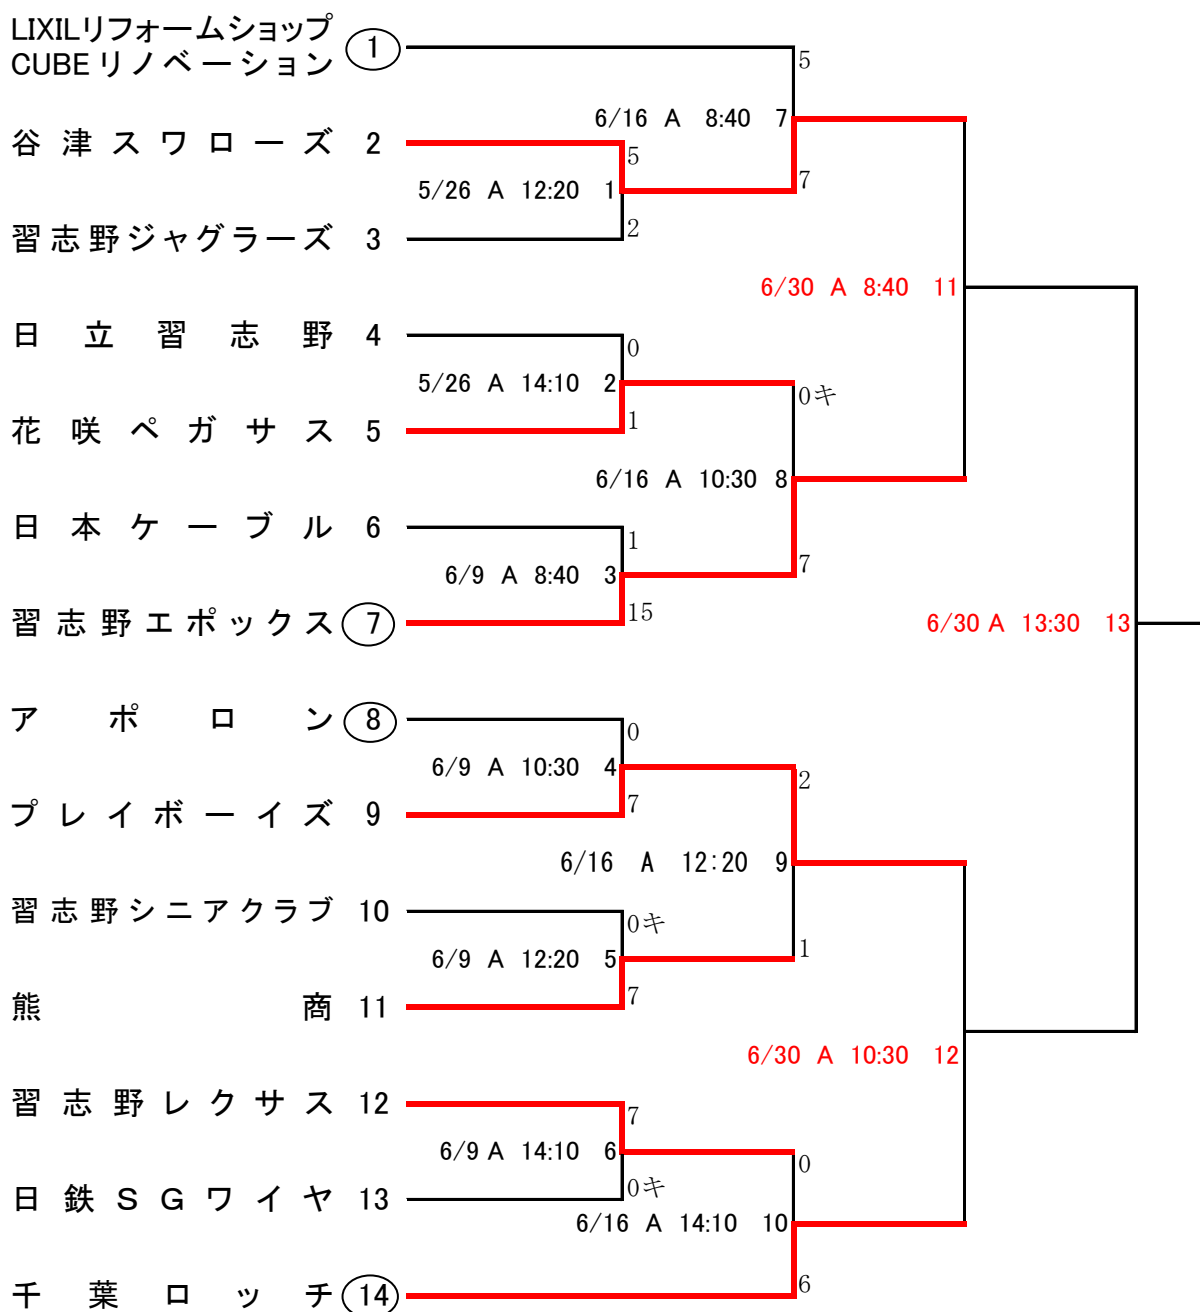 LIXILリフォームショップ
CUBEリノベーション 1
5
6/16 A 8:40 7
谷津スワローズ 2
5
7
5/26 A 12:20 1
2
習志野ジャグラーズ 3
6/30 A 8:40 11
日立習志野 4
0
5/26 A 14:10 2
0キ
1
花咲ペガサス 5
6/16 A 10:30 8
日本ケーブル 6
1
7
6/9 A 8:40 3
15
習志野エポックス 7
6/30 A 13:30 13
アポロン 8
0
6/9 A 10:30 4
2
7
プレイボーイズ 9
6/16 A 12:20 9
習志野シニアクラブ 10
0キ
1
6/9 A 12:20 5
7
熊商 11
6/30 A 10:30 12
習志野レクサス 12
7
6/9 A 14:10 6
0
0キ
日鉄SGワイヤ 13
6/16 A 14:10 10
6
千葉ロッテ 14